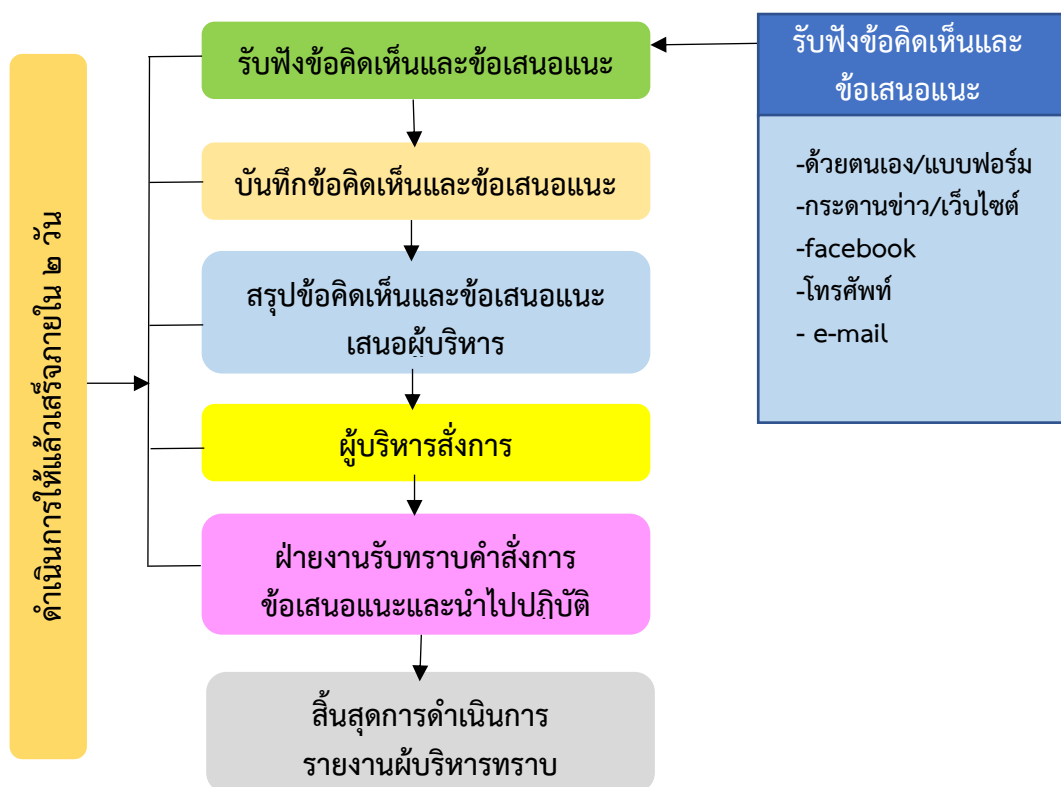 ดำเนินการให้แล้วเสร็จภายใน ๒ วัน
รับฟังข้อคิดเห็นและข้อเสนอแนะ
บันทึกข้อคิดเห็นและข้อเสนอแนะ
สรุปข้อคิดเห็นและข้อเสนอแนะ
เสนอผู้บริหาร
ผู้บริหารสั่งการ
ฝ่ายงานรับทราบคำสั่งการ
ข้อเสนอแนะและนำไปปฏิบัติ
สิ้นสุดการดำเนินการ
รายงานผู้บริหารทราบ
รับฟังข้อคิดเห็นและ
ข้อเสนอแนะ
-ด้วยตนเอง/แบบฟอร์ม
-กระดานข่าว/เว็บไซต์
-facebook
-โทรศัพท์
- e-mail